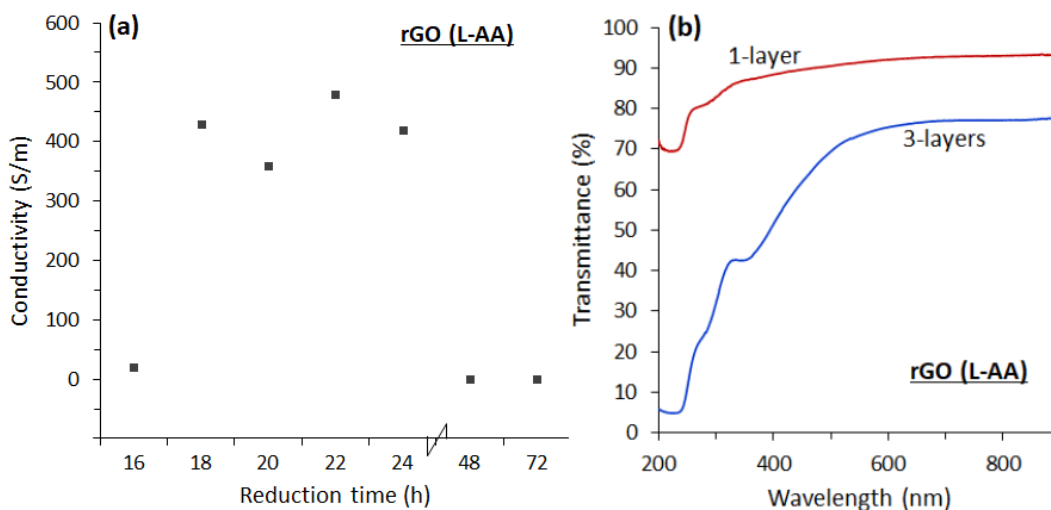 (a)
rGO (L-AA)
Conductivity (S/m)
600
500
400
300
200
100
0
16 18 20 22 24 48 72
Reduction time (h)
(b)
1-layer
3-layers
rGO (L-AA)
Transmittance (%)
100
90
80
70
60
50
40
30
20
10
0
200 400 600 800
Wavelength (nm)